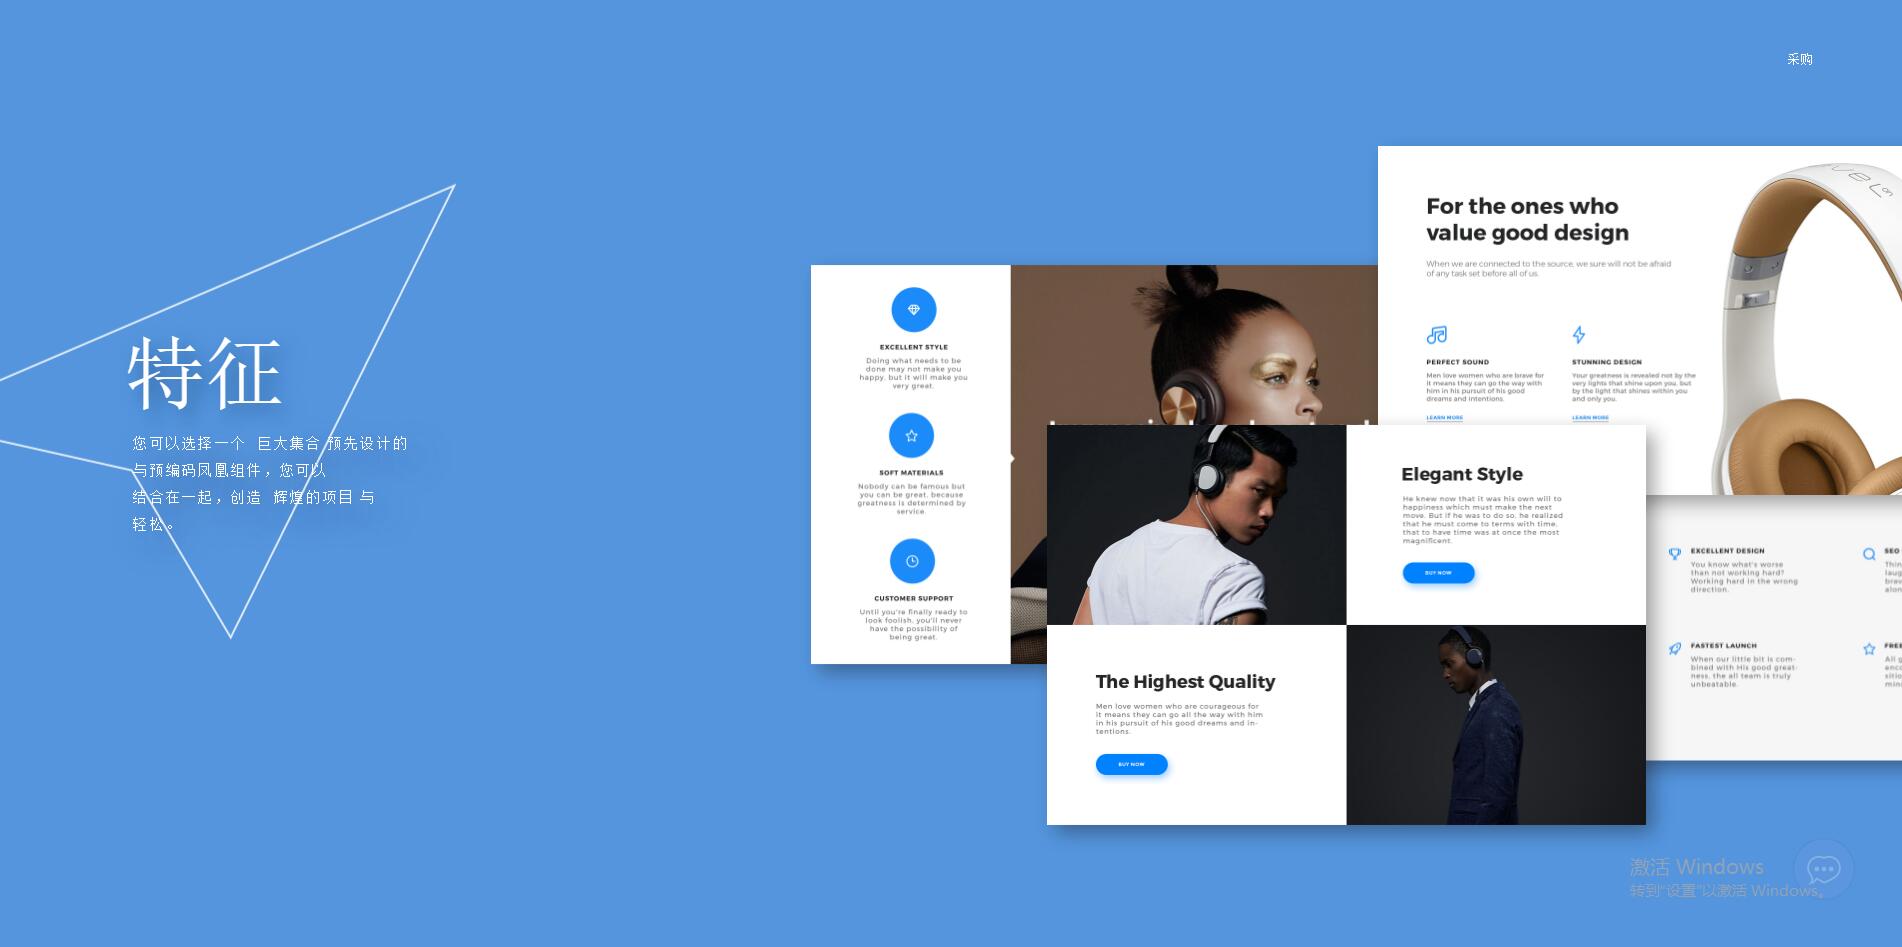 采购
特征
您可以选择一个 巨大集合 预先设计的
与预编码凤凰组件，您可以
结合在一起，创造 辉煌的项目 与
轻松。
EXCELLENT STYLE
Doing what needs to be
done may not make you
happy, but it will make you
very great.
SOFT MATERIALS
Nobody can be famous but
you can be great, because
greatness is determined by
service.
CUSTOMER SUPPORT
Until you're finally ready to
look foolish, you'll never
have the possibility of
being great.
For the ones who
value good design
When we are connected to the source, we sure will not be afraid
of any task set before all of us.
PERFECT SOUND
Men love women who are brave for
it means they can go the way with
him in his pursuit of his good
dreams and intentions.
LEARN MORE
STUNNING DESIGN
Your greatness is revealed not by the
very lights that shine upon you, but
by the light that shines within you
and only you.
LEARN MORE
Elegant Style
He knew now that it was his own will to
happiness which must make the next
move. But if he was to do so, he realized
that he must come to terms with time,
that to have time was at once the most
magnificent.
BUY NOW
The Highest Quality
Men love women who are courageous for
it means they can go all the way with him
in his pursuit of his good dreams and in-
tentions.
BUY NOW
EXCELLENT DESIGN
You know what's worse
than not working hard?
Working hard in the wrong
direction.
SEO
FASTEST LAUNCH
When our little bit is com-
bined with His good great-
ness, the all team is truly
unbeatable.
激活 Windows
转到“设置”以激活 Windows。